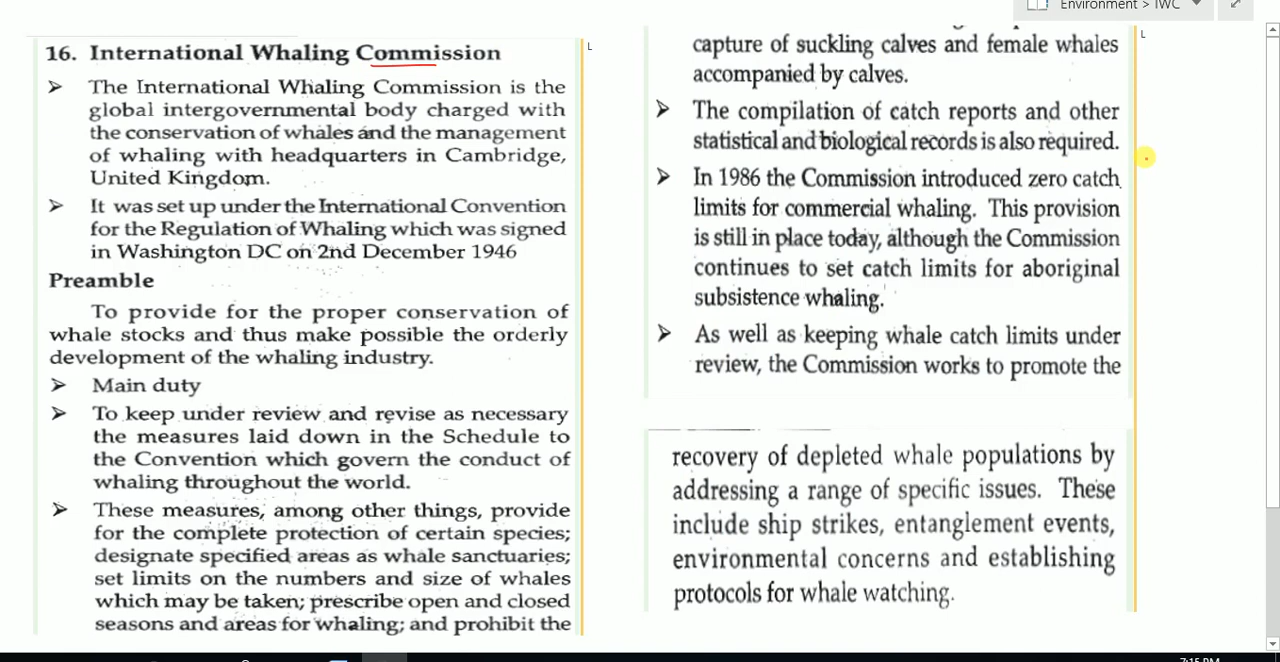 Environment > IWC
16. International Whaling Commission
➢ The International Whaling Commission is the
global intergovernmental body charged with
the conservation of whales and the management
of whaling with headquarters in Cambridge,
United Kingdom.
➢ It was set up under the International Convention
for the Regulation of Whaling which was signed
in Washington DC on 2nd December 1946
Preamble
To provide for the proper conservation of
whale stocks and thus make possible the orderly
development of the whaling industry.
➢ Main duty
➢ To keep under review and revise as necessary
the measures laid down in the Schedule to
the Convention which govern the conduct of
whaling throughout the world.
➢ These measures, among other things, provide
for the complete protection of certain species;
designate specified areas as whale sanctuaries;
set limits on the numbers and size of whales
which may be taken; prescribe open and closed
seasons and areas for whaling; and prohibit the
capture of suckling calves and female whales
accompanied by calves.
➢ The compilation of catch reports and other
statistical and biological records is also required.
➢ In 1986 the Commission introduced zero catch
limits for commercial whaling. This provision
is still in place today, although the Commission
continues to set catch limits for aboriginal
subsistence whaling.
➢ As well as keeping whale catch limits under
review, the Commission works to promote the
recovery of depleted whale populations by
addressing a range of specific issues. These
include ship strikes, entanglement events,
environmental concerns and establishing
protocols for whale watching.
7:15 PM